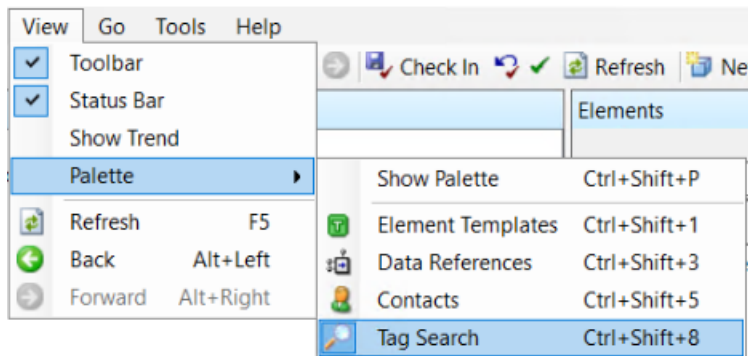 View Go Tools Help
Toolbar
Check In Refresh Ne
Status Bar
Elements
Show Trend
Palette
Show Palette Ctrl+Shift+P
Refresh F5
Element Templates Ctrl+Shift+1
Back Alt+Left
Data References Ctrl+Shift+3
Forward Alt+Right
Contacts Ctrl+Shift+5
Tag Search Ctrl+Shift+8